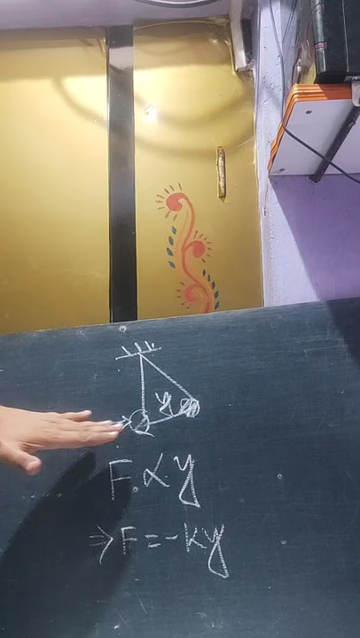 y
F ∝ y
⇒ F = - Ky